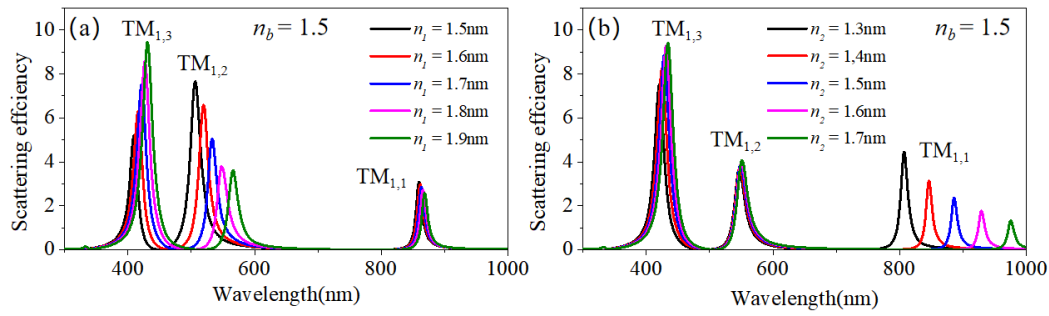 (a) TM1,3 nb = 1.5
TM1,2
TM1,1
n1 = 1.5nm
n1 = 1.6nm
n1 = 1.7nm
n1 = 1.8nm
n1 = 1.9nm
Scattering effciency
0
2
4
6
8
10
400
600
800
1000
Wavelength(nm)
(b) TM1,3 nb = 1.5
TM1,2
TM1,1
n2 = 1.3nm
n2 = 1,4nm
n2 = 1.5nm
n2 = 1.6nm
n2 = 1.7nm
Scattering efficiency
0
2
4
6
8
10
400
600
800
1000
Wavelength(nm)